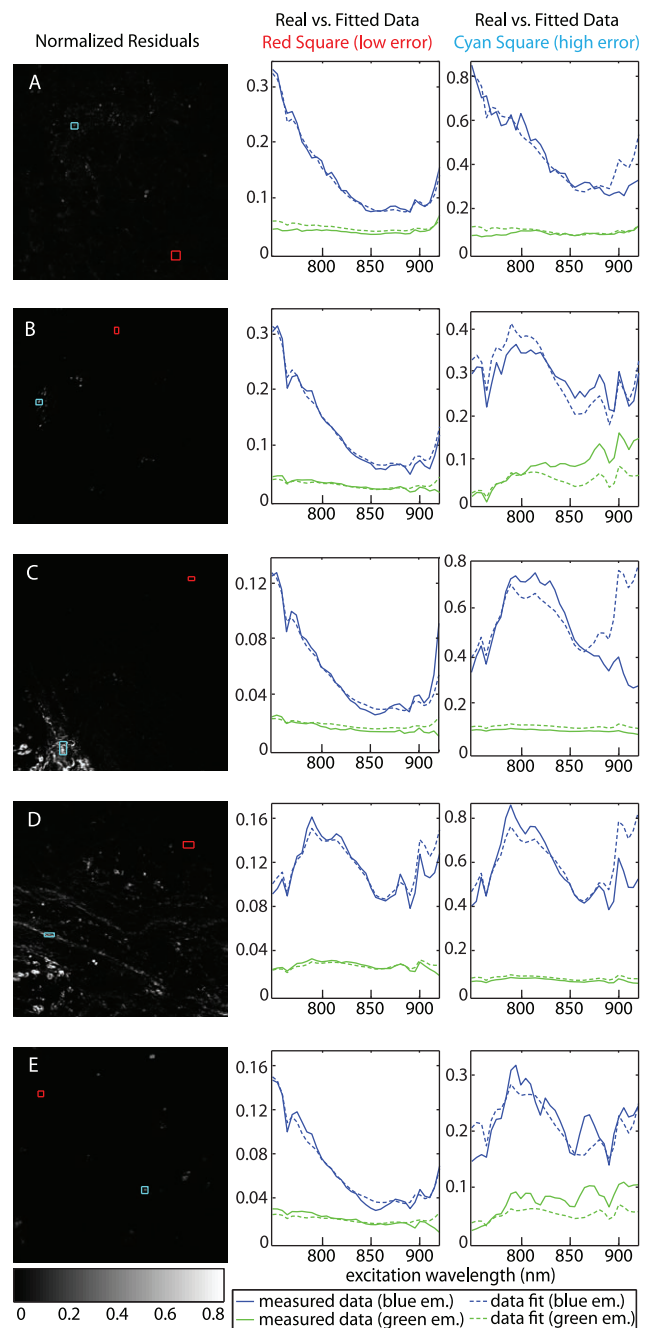 Normalized Residuals
Real vs. Fitted Data
Red Square (low error)
Real vs. Fitted Data
Cyan Square (high error)
A
0.3
0.2
0.1
0
800 850 900
0.8
0.6
0.4
0.2
0
800 850 900
B
0.3
0.2
0.1
0
800 850 900
0.4
0.3
0.2
0.1
0
800 850 900
C
0.12
0.08
0.04
0
800 850 900
0.8
0.6
0.4
0.2
0
800 850 900
D
0.16
0.12
0.08
0.04
0
800 850 900
0.8
0.6
0.4
0.2
0
800 850 900
E
0.16
0.12
0.08
0.04
0
800 850 900
0.3
0.2
0.1
0
800 850 900
excitation wavelength (nm)
0 0.2 0.4 0.6 0.8
measured data (blue em.) data fit (blue em.)
measured data (green em.) data fit (green em.)